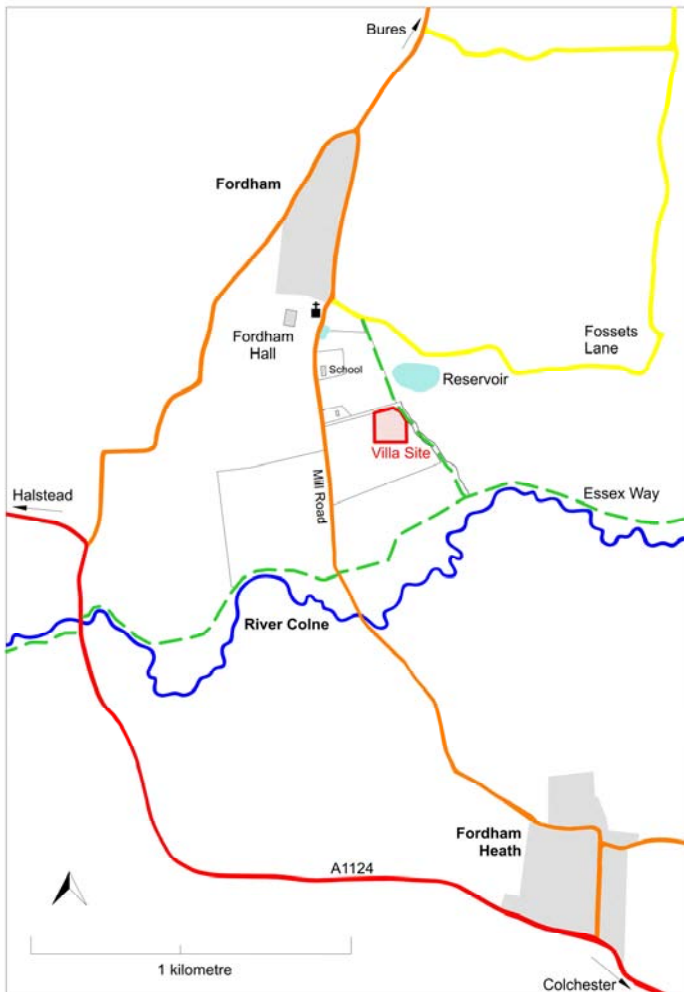 Bures
Fordham
Fordham
Hall
Fossets
Lane
School
Reservoir
Villa Site
Halstead
Mill Road
Essex Way
River Colne
Fordham
Heath
A1124
1 kilometre
Colchester